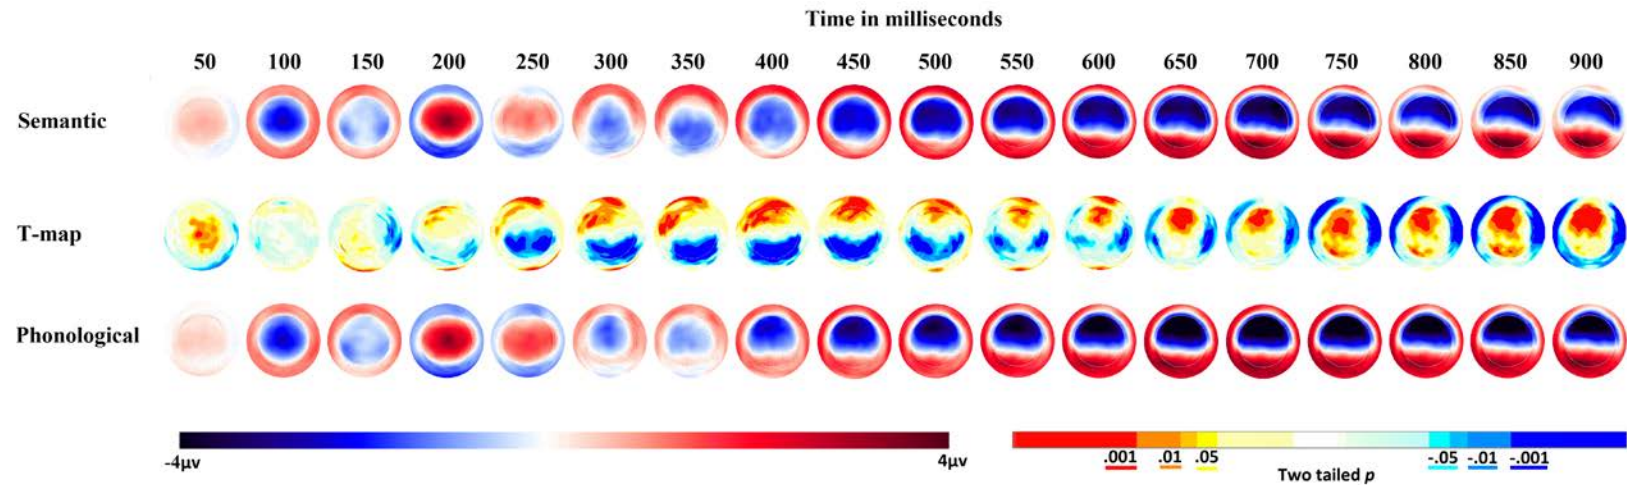 Time in milliseconds
50 100 150 200 250 300 350 400 450 500 550 600 650 700 750 800 850 900
Semantic
T-map
Phonological
-4μv 4μv
.001 .01 .05 -.05 -.01 -.001
Two tailed p